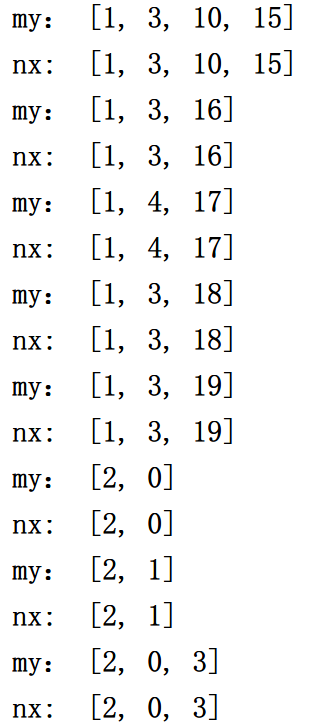 my： [1, 3, 10, 15]
nx: [1, 3, 10, 15]
my： [1, 3, 16]
nx: [1, 3, 16]
my： [1, 4, 17]
nx: [1, 4, 17]
my： [1, 3, 18]
nx: [1, 3, 18]
my： [1, 3, 19]
nx: [1, 3, 19]
my： [2, 0]
nx: [2, 0]
my： [2, 1]
nx: [2, 1]
my： [2, 0, 3]
nx: [2, 0, 3]